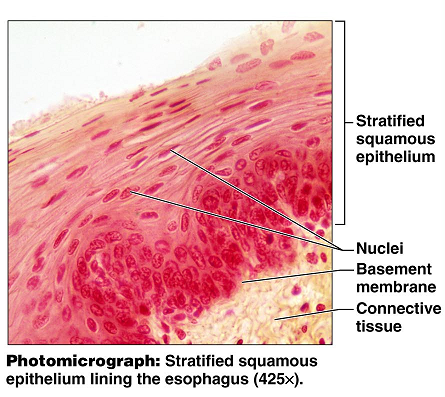 Stratified
squamous
epithelium
Nuclei
Basement
membrane
Connective
tissue
Photomicrograph: Stratified squamous
epithelium lining the esophagus (425×).